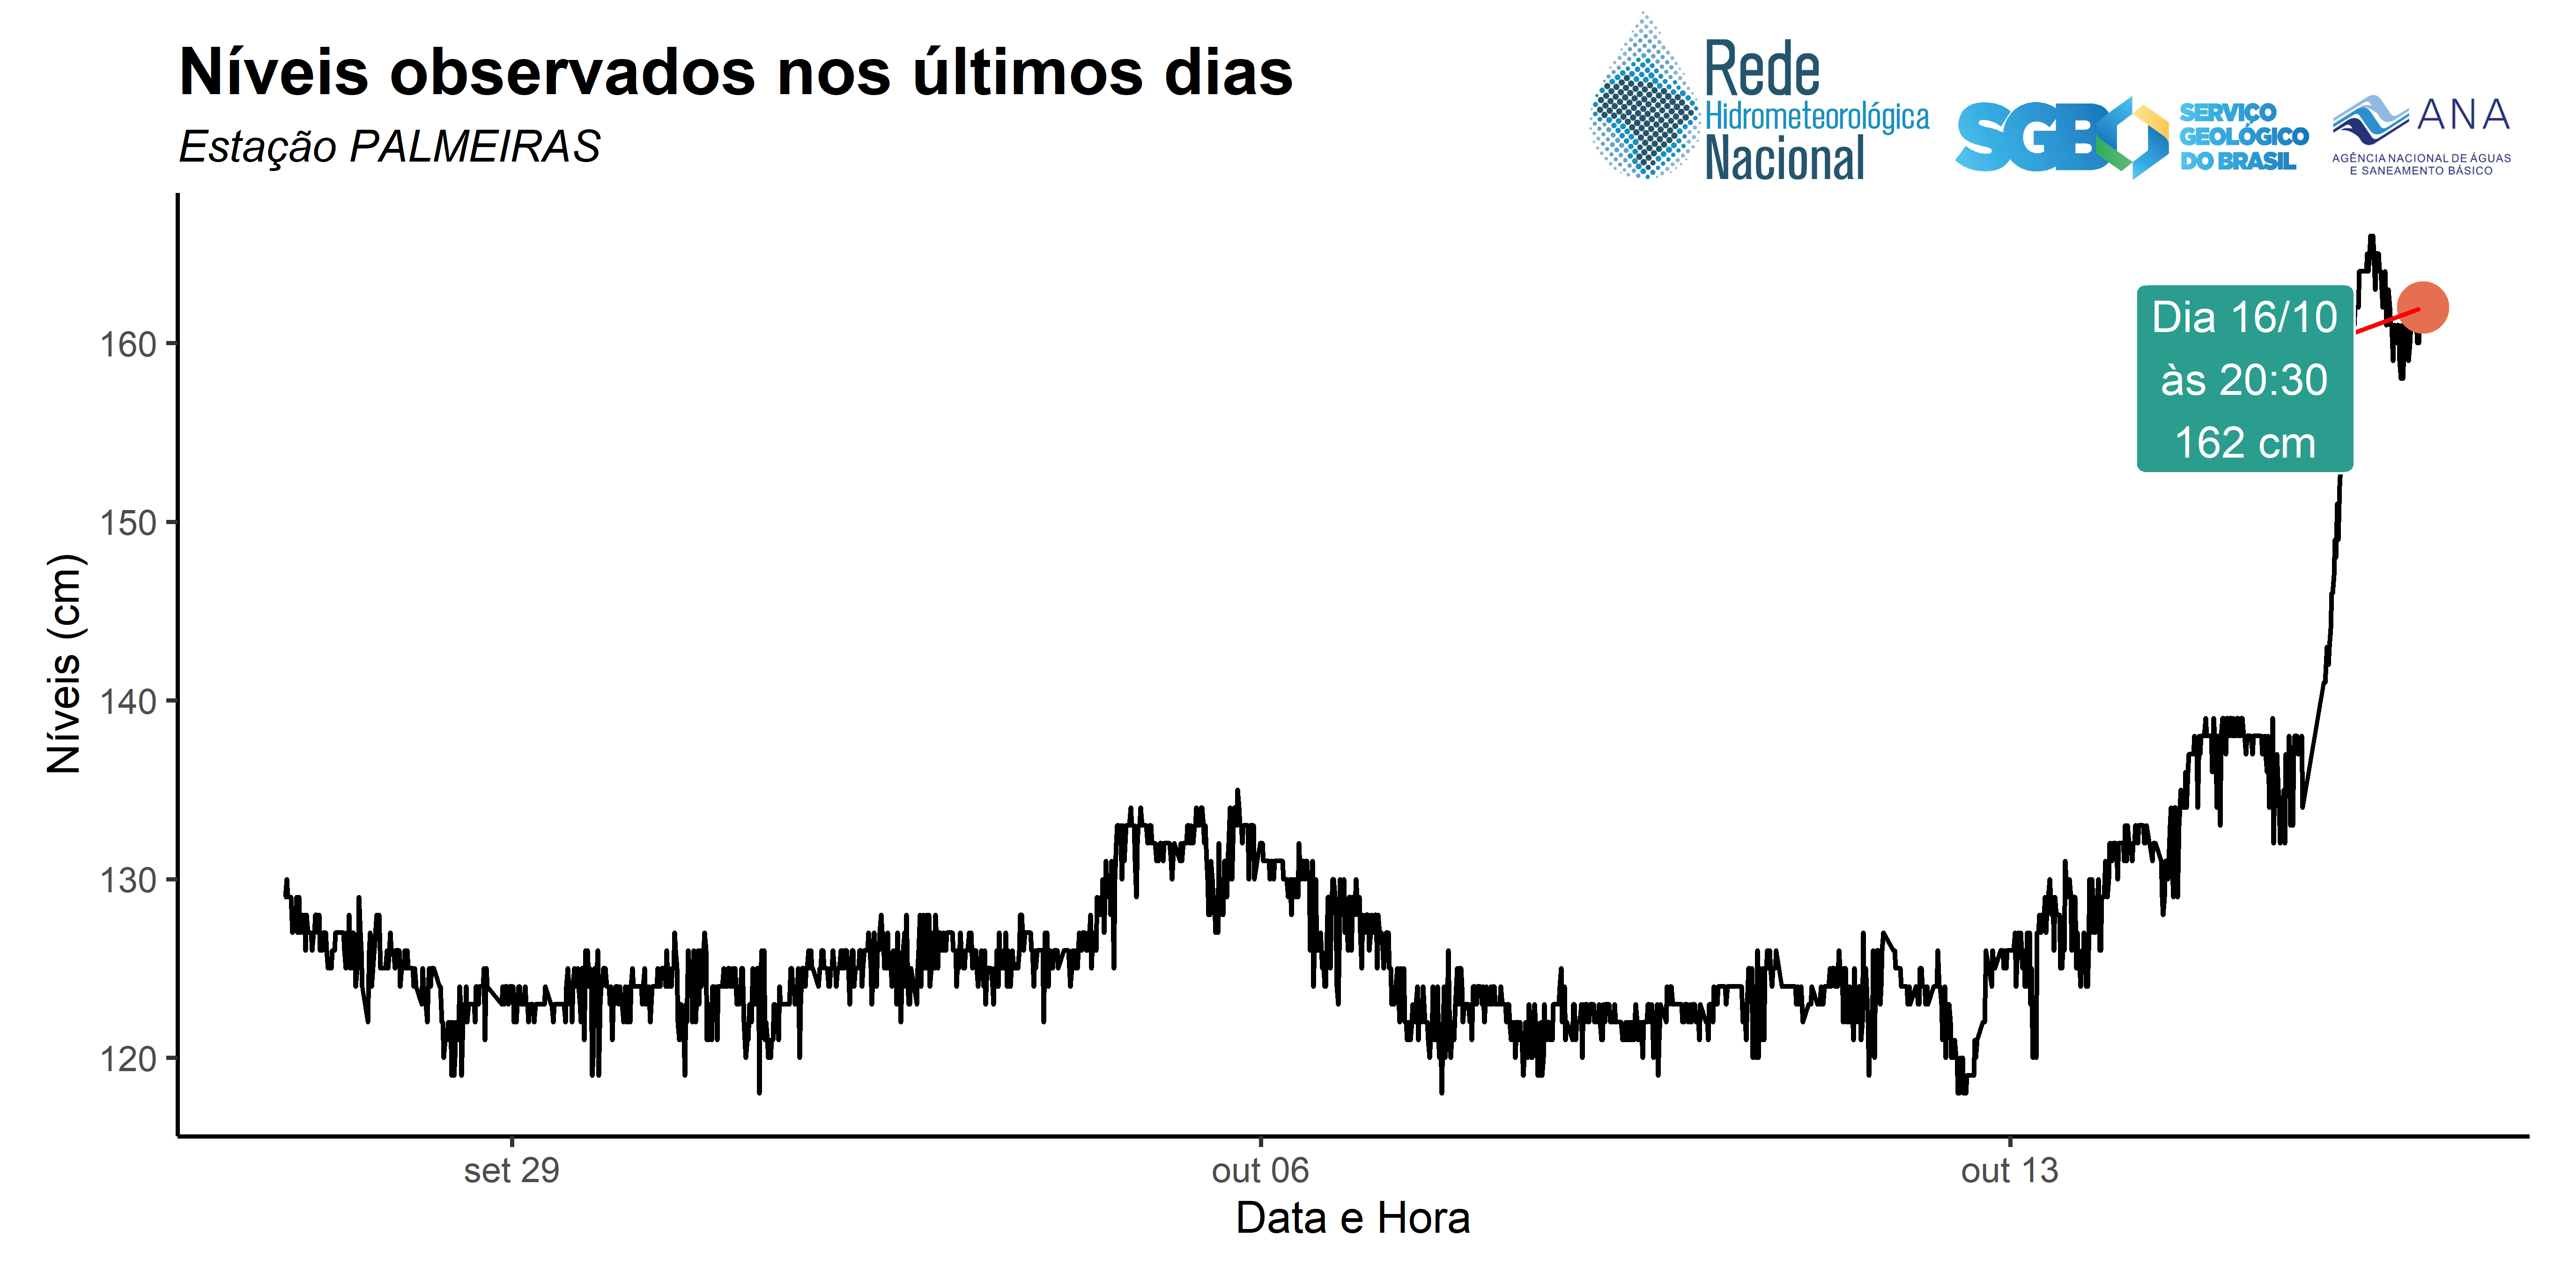 Níveis observados nos últimos dias
Estação PALMEIRAS
Rede
Hidrometeorológica
Nacional
SGB
SERVIÇO
GEOLÓGICO
DO BRASIL
ANA
AGÊNCIA NACIONAL DE ÁGUAS
E SANEAMENTO BÁSICO
Níveis (cm)
160
150
140
130
120
Dia 16/10
às 20:30
162 cm
set 29
out 06
out 13
Data e Hora